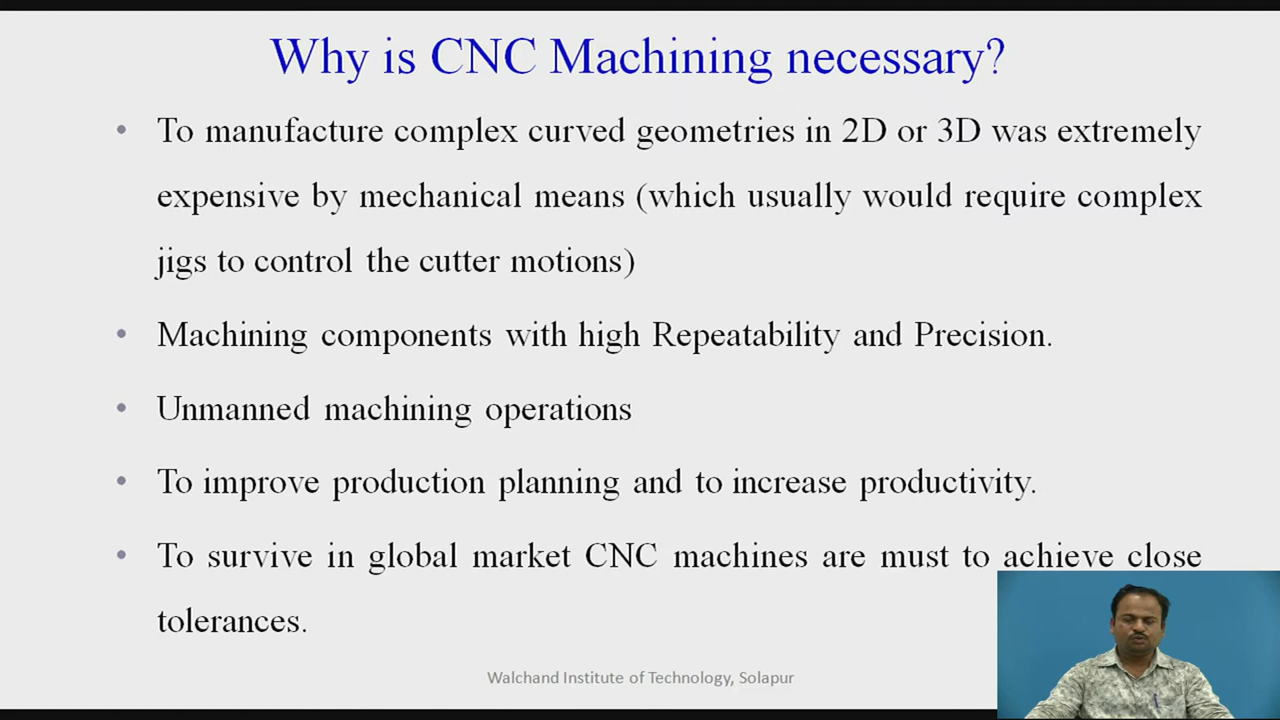 Why is CNC Machining necessary?
• To manufacture complex curved geometries in 2D or 3D was extremely
expensive by mechanical means (which usually would require complex
jigs to control the cutter motions)
• Machining components with high Repeatability and Precision.
• Unmanned machining operations
• To improve production planning and to increase productivity.
• To survive in global market CNC machines are must to achieve close
tolerances.
Walchand Institute of Technology, Solapur